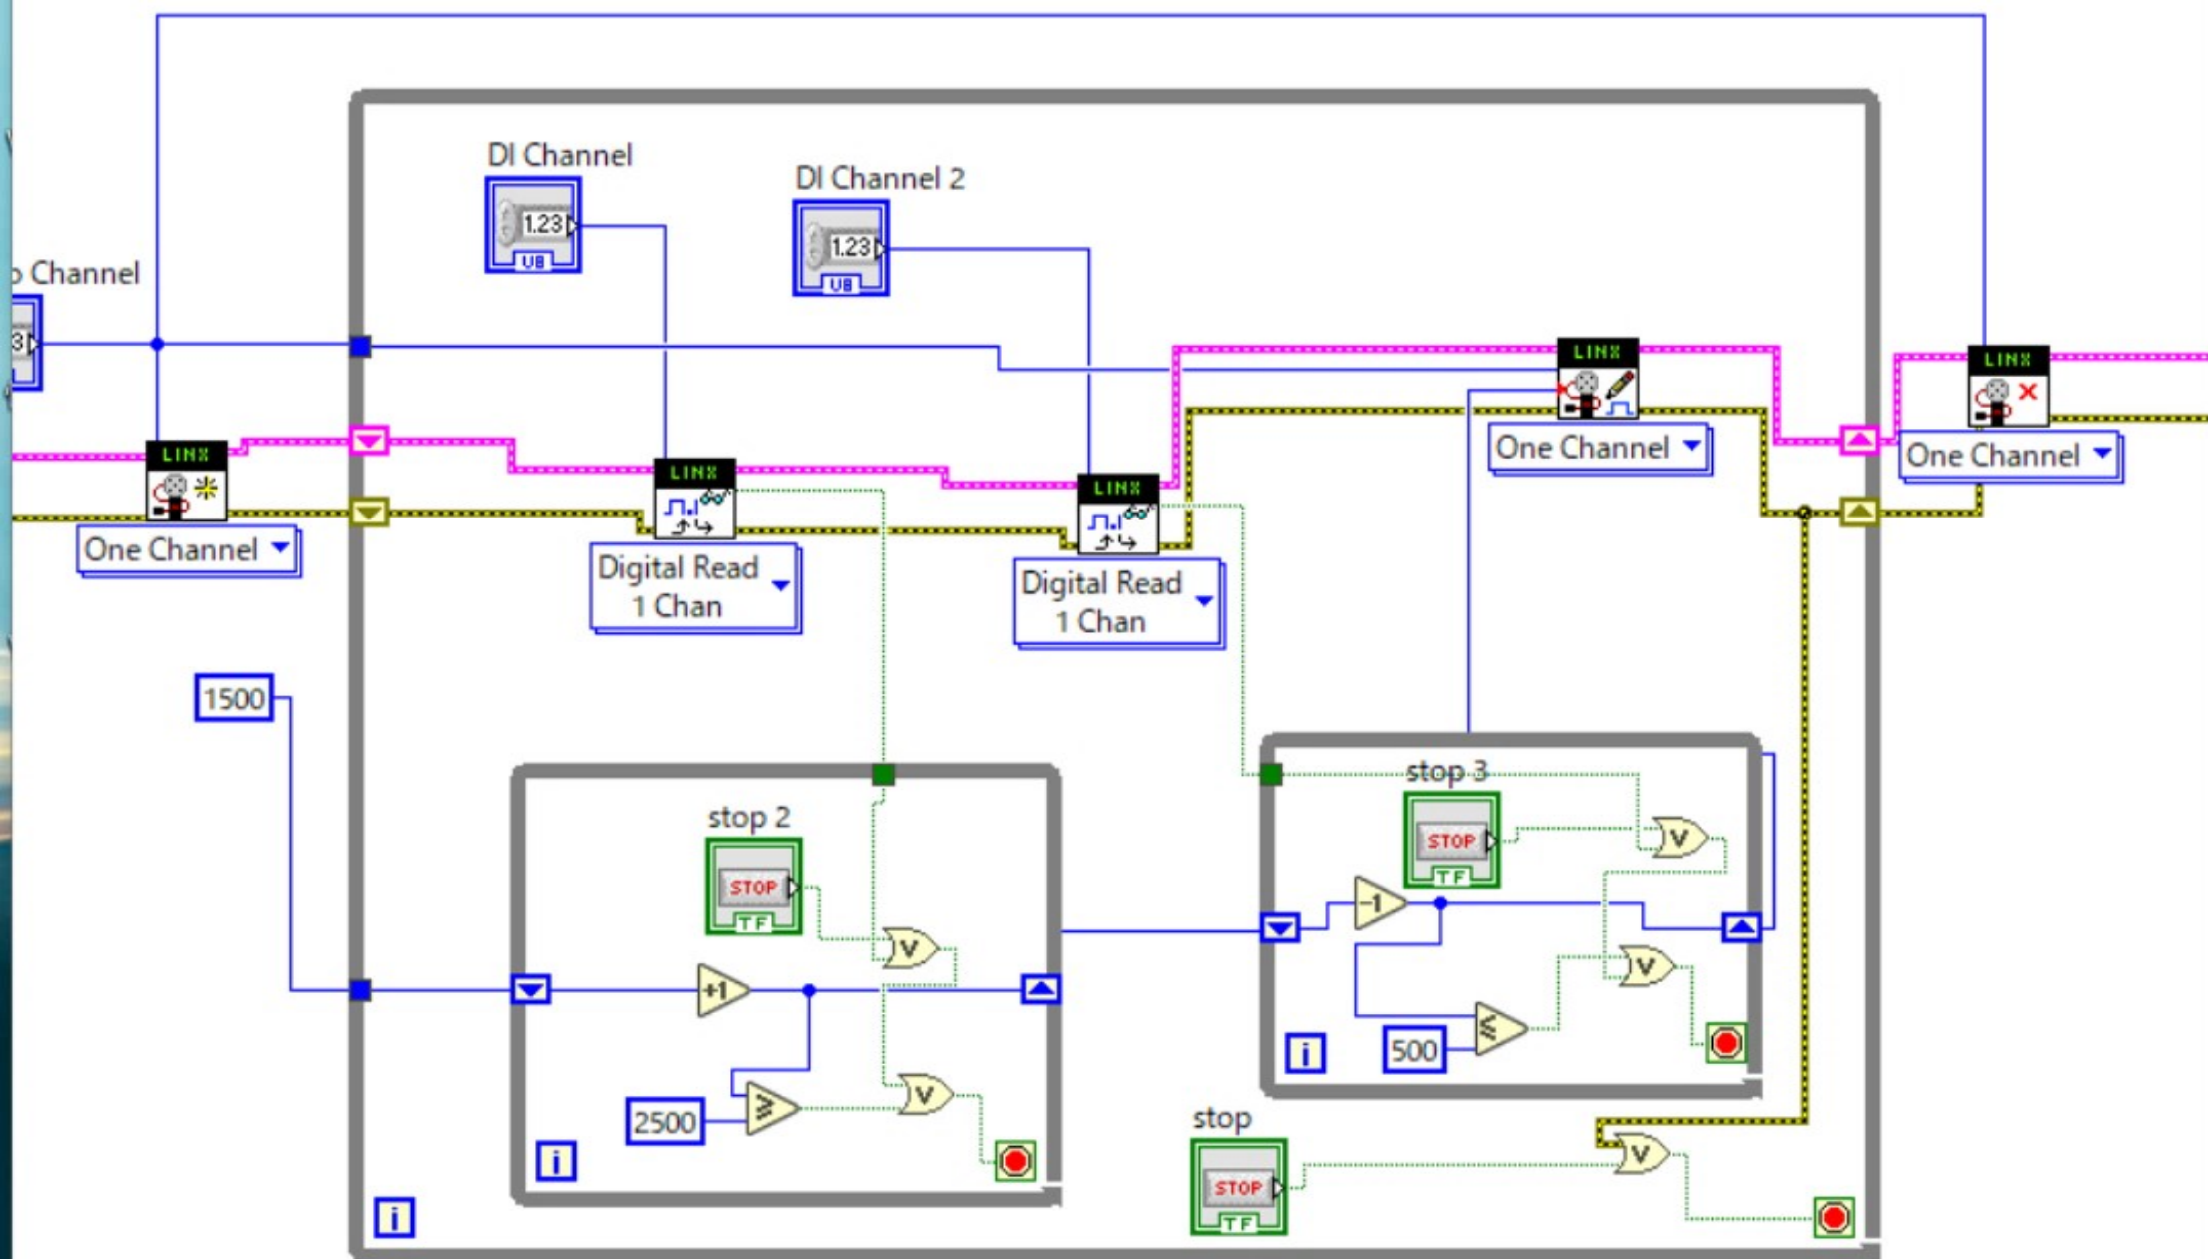 DI Channel
1.23
U8
DI Channel 2
1.23
U8
o Channel
3
LINX
One Channel
LINX
Digital Read
1 Chan
LINX
Digital Read
1 Chan
LINX
One Channel
LINX
One Channel
1500
stop 2
STOP
TF
+1
2500
i
i
stop 3
STOP
TF
-1
500
i
stop
STOP
TF
V
V
V
V
V